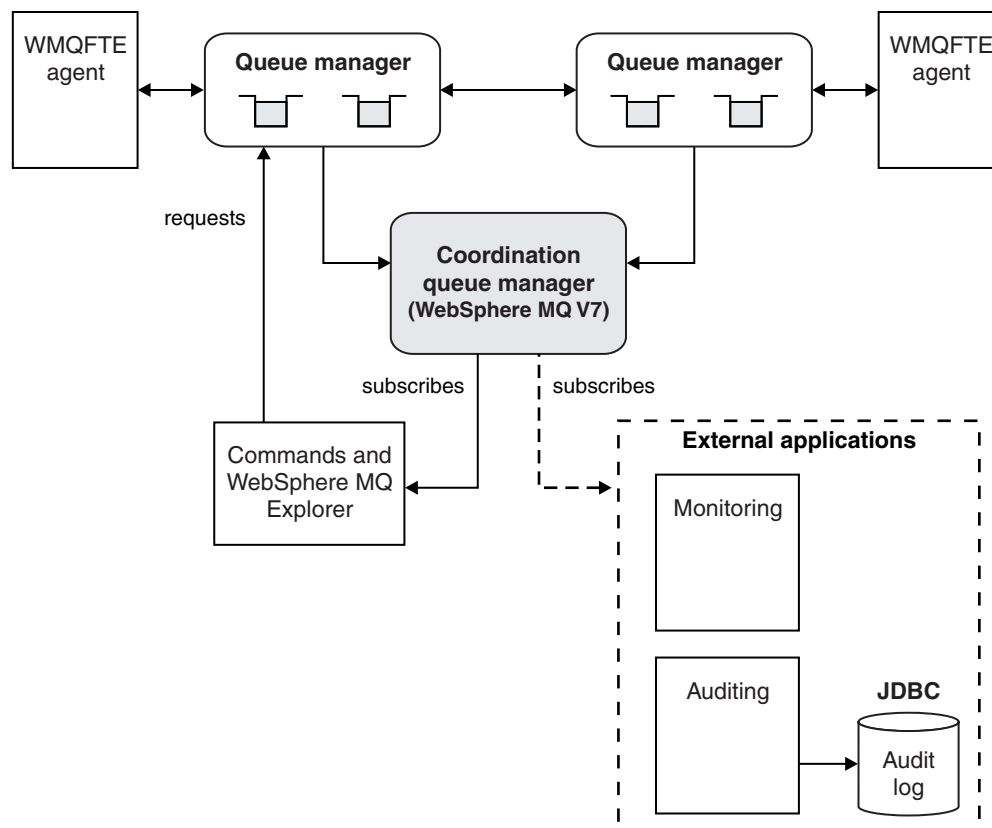 WMQFTE
agent
Queue manager
Queue manager
WMQFTE
agent
requests
Coordination
queue manager
(WebSphere MQ V7)
subscribes
subscribes
Commands and
WebSphere MQ
Explorer
External applications
Monitoring
Auditing
JDBC
Audit
log